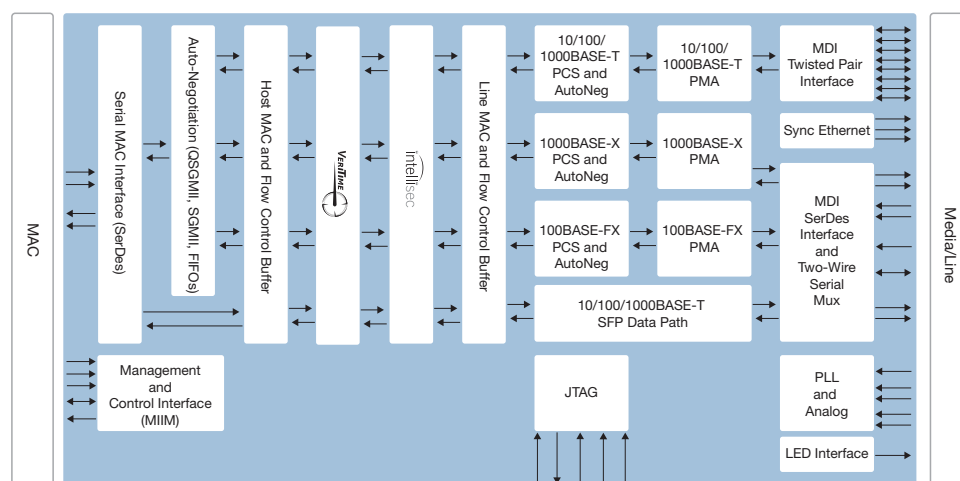 MAC
Serial MAC Interface (SerDes)
Auto-Negotiation (QSGMII, SGMII, FIFOs)
Host MAC and Flow Control Buffer
VERITIME
intellisec
Line MAC and Flow Control Buffer
10/100/
1000BASE-T
PCS and
AutoNeg
10/100/
1000BASE-T
PMA
MDI
Twisted Pair
Interface
Sync Ethernet
1000BASE-X
PCS and
AutoNeg
1000BASE-X
PMA
MDI
SerDes
Interface
and
Two-Wire
Serial
Mux
100BASE-FX
PCS and
AutoNeg
100BASE-FX
PMA
10/100/1000BASE-T
SFP Data Path
Management
and
Control Interface
(MIIM)
JTAG
PLL
and
Analog
LED Interface
Media/Line